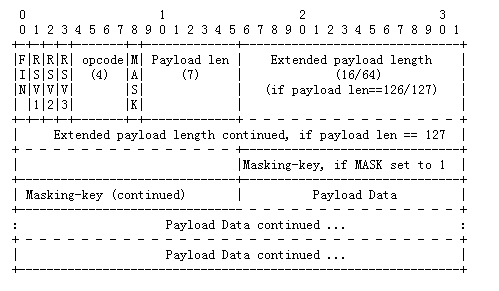 0                   1                   2                   3
 0 1 2 3 4 5 6 7 8 9 0 1 2 3 4 5 6 7 8 9 0 1 2 3 4 5 6 7 8 9 0 1
+-+-+-+-+-------+-+-------------+-------------------------------+
|F|R|R|R| opcode|M| Payload len |    Extended payload length    |
|I|S|S|S|  (4)  |A|     (7)     |            (16/64)            |
|N|V|V|V|       |S|             |  (if payload len==126/127)    |
| |1|2|3|       |K|             |                               |
+-+-+-+-+-------+-+-------------+ - - - - - - - - - - - - - - - +
|     Extended payload length continued, if payload len == 127  |
+ - - - - - - - - - - - - - - - +-------------------------------+
|                               |Masking-key, if MASK set to 1  |
+-------------------------------+-------------------------------+
| Masking-key (continued)       |          Payload Data         |
+-------------------------------- - - - - - - - - - - - - - - - +
:                     Payload Data continued ...                :
+ - - - - - - - - - - - - - - - - - - - - - - - - - - - - - - - +
|                     Payload Data continued ...                |
+---------------------------------------------------------------+